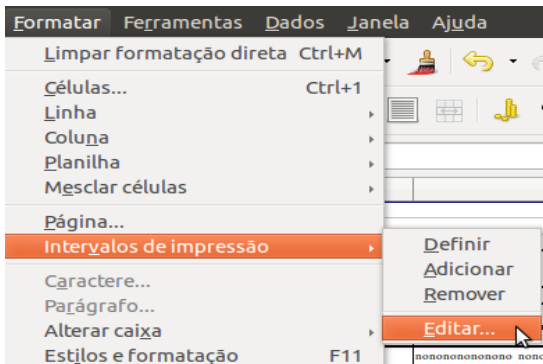 Formatar Ferramentas Dados Janela Ajuda
Limpar formatação direta Ctrl+M
Células... Ctrl+1
Linha
Coluna
Planilha
Mesclar células
Página...
Intervalos de impressão
Definir
Adicionar
Remover
Editar...
Caractere...
Parágrafo...
Alterar caixa
Estilos e formatação F11